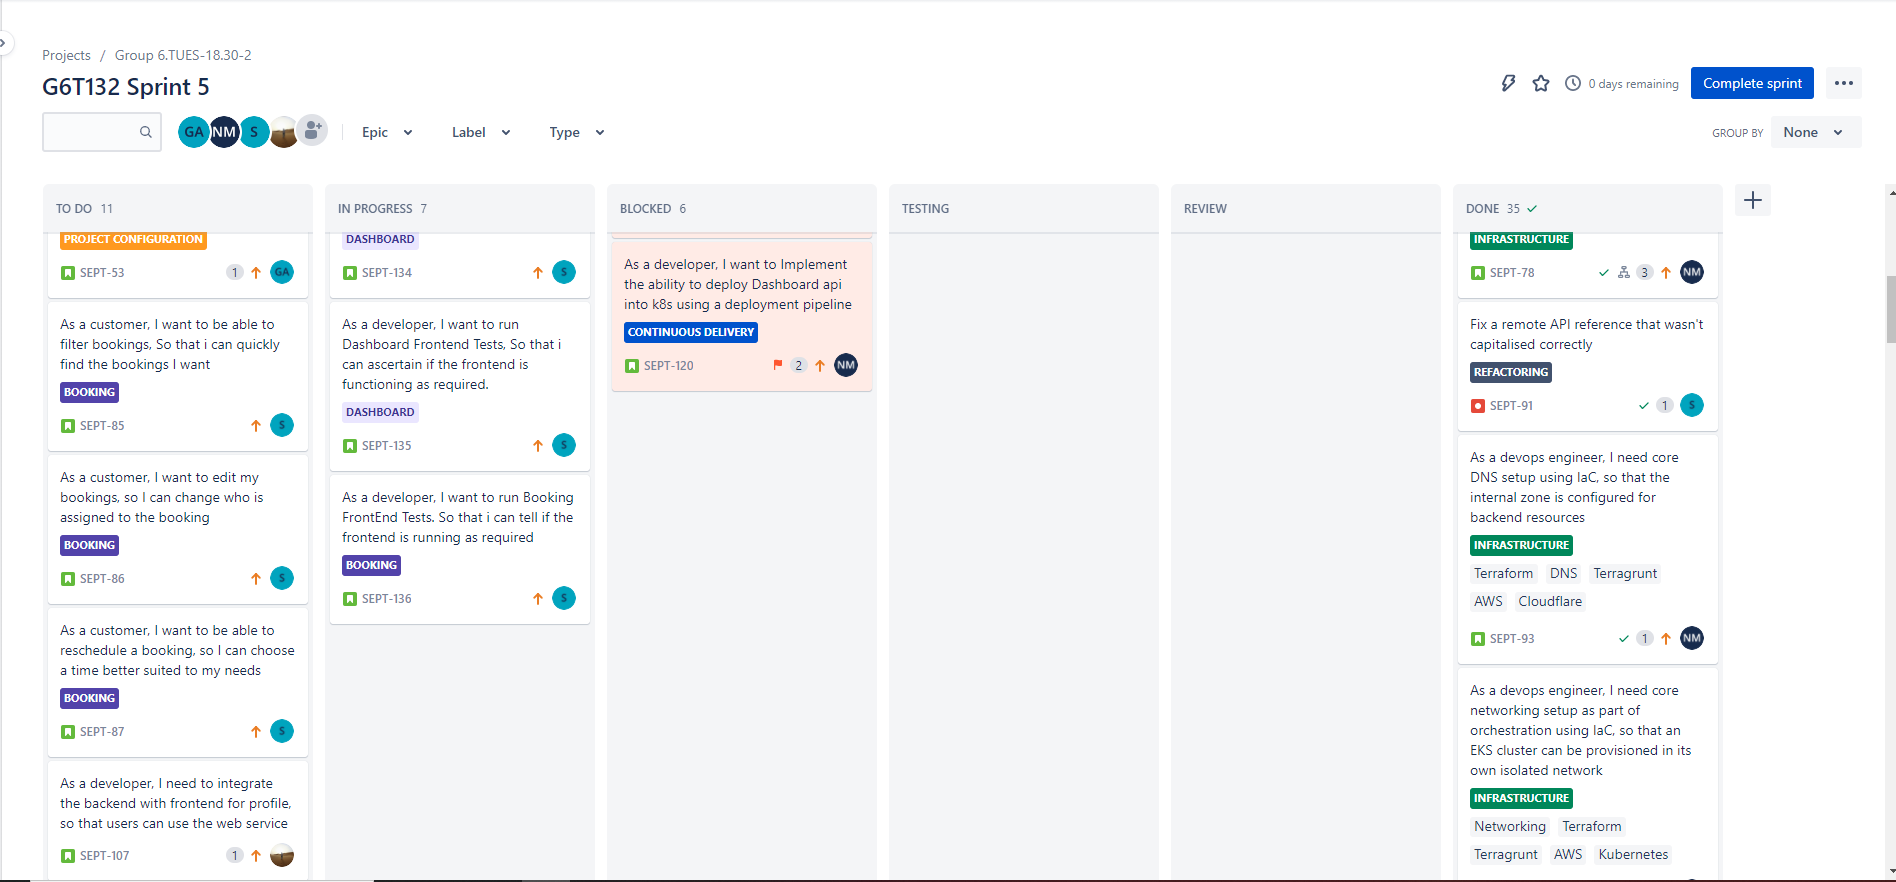 Projects / Group 6.TUES-18.30-2
G6T132 Sprint 5
0 days remaining
Complete sprint
GA
NM
S
Epic
Label
Type
GROUP BY
None
TO DO 11
PROJECT CONFIGURATION
SEPT-53
1
GA
As a customer, I want to be able to
filter bookings, So that i can quickly
find the bookings I want
BOOKING
SEPT-85
S
As a customer, I want to edit my
bookings, so I can change who is
assigned to the booking
BOOKING
SEPT-86
S
As a customer, I want to be able to
reschedule a booking, so I can choose
a time better suited to my needs
BOOKING
SEPT-87
S
As a developer, I need to integrate
the backend with frontend for profile,
so that users can use the web service
SEPT-107
1
IN PROGRESS 7
DASHBOARD
SEPT-134
S
As a developer, I want to run
Dashboard Frontend Tests, So that i
can ascertain if the frontend is
functioning as required.
DASHBOARD
SEPT-135
S
As a developer, I want to run Booking
FrontEnd Tests. So that i can tell if the
frontend is running as required
BOOKING
SEPT-136
S
BLOCKED 6
As a developer, I want to Implement
the ability to deploy Dashboard api
into k8s using a deployment pipeline
CONTINUOUS DELIVERY
SEPT-120
2
NM
TESTING
REVIEW
DONE 35
INFRASTRUCTURE
SEPT-78
3
NM
Fix a remote API reference that wasn't
capitalised correctly
REFACTORING
SEPT-91
1
S
As a devops engineer, I need core
DNS setup using IaC, so that the
internal zone is configured for
backend resources
INFRASTRUCTURE
Terraform DNS Terragrunt
AWS Cloudflare
SEPT-93
1
NM
As a devops engineer, I need core
networking setup as part of
orchestration using IaC, so that an
EKS cluster can be provisioned in its
own isolated network
INFRASTRUCTURE
Networking Terraform
Terragrunt AWS Kubernetes